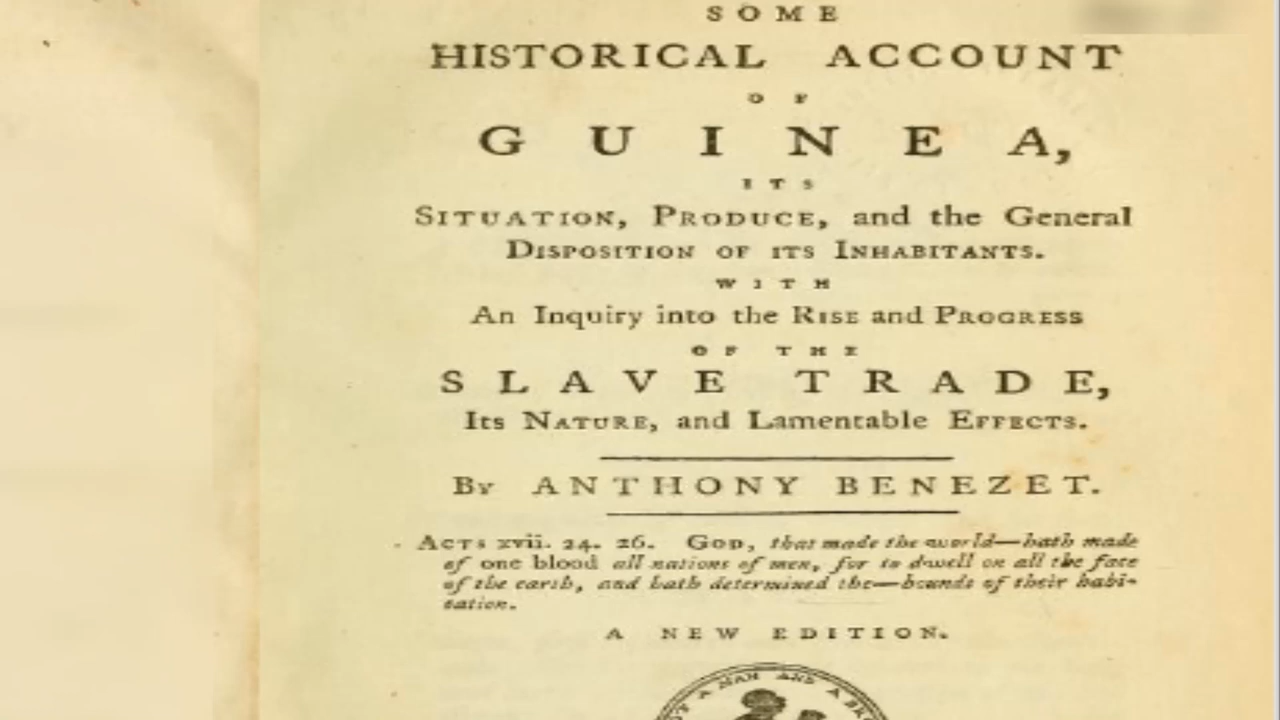 SOME
HISTORICAL ACCOUNT
OF
GUINEA,
ITS
SITUATION, PRODUCE, and the General
DISPOSITION OF ITS INHABITANTS.
WITH
An Inquiry into the RISE and PROGRESS
OF THE
SLAVE TRADE,
Its NATURE, and Lamentable EFFECTS.
By ANTHONY BENEZET.
ACTS xvii. 24. 26. GOD, that made the world—hath made
of one blood all nations of men, for to dwell on all the face
of the earth, and hath determined the—bounds of their habi-
tation.
A NEW EDITION.
A MAN AND A